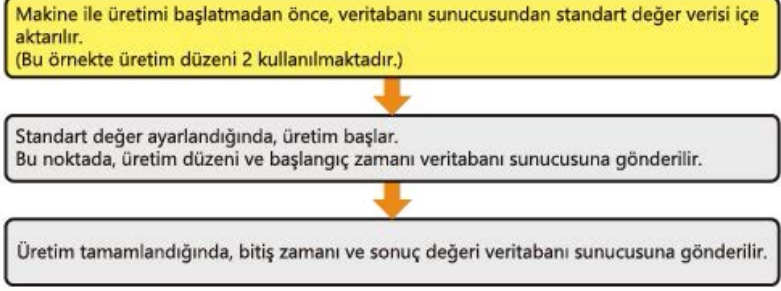 Makine ile üretimi başlatmadan önce, veritabanı sunucusundan standart değer verisi içe
aktarılır.
(Bu örnekte üretim düzeni 2 kullanılmaktadır.)
Standart değer ayarlandığında, üretim başlar.
Bu noktada, üretim düzeni ve başlangıç zamanı veritabanı sunucusuna gönderilir.
Üretim tamamlandığında, bitiş zamanı ve sonuç değeri veritabanı sunucusuna gönderilir.